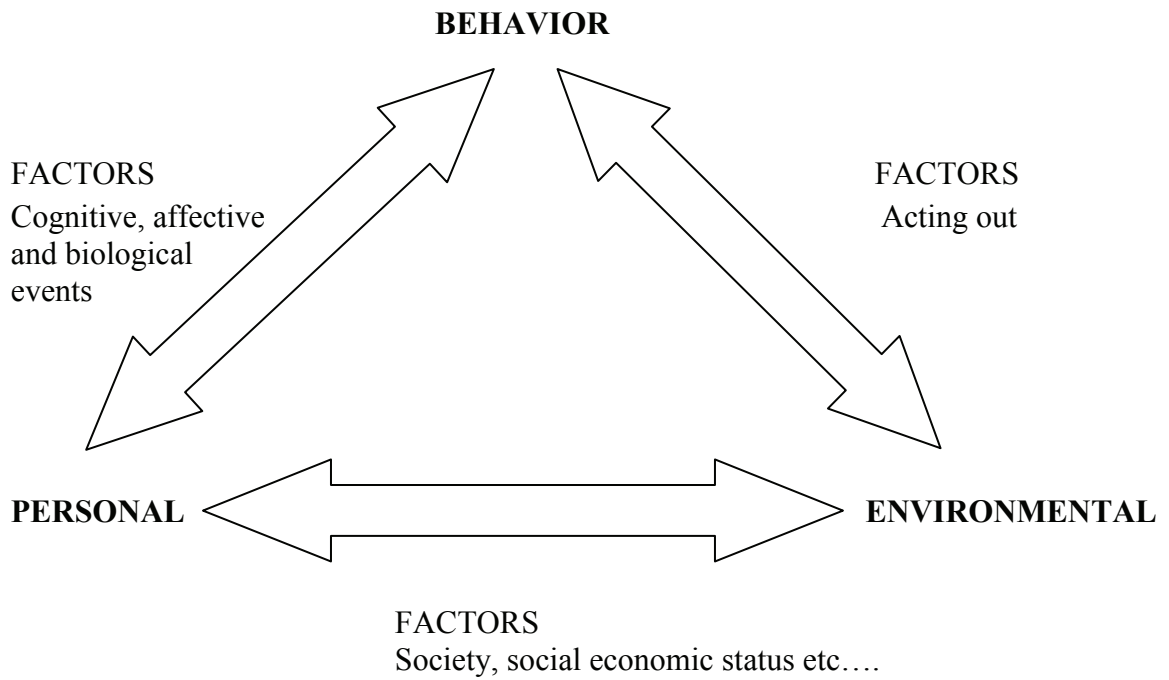 BEHAVIOR
FACTORS
Cognitive, affective
and biological
events
FACTORS
Acting out
PERSONAL
ENVIRONMENTAL
FACTORS
Society, social economic status etc….